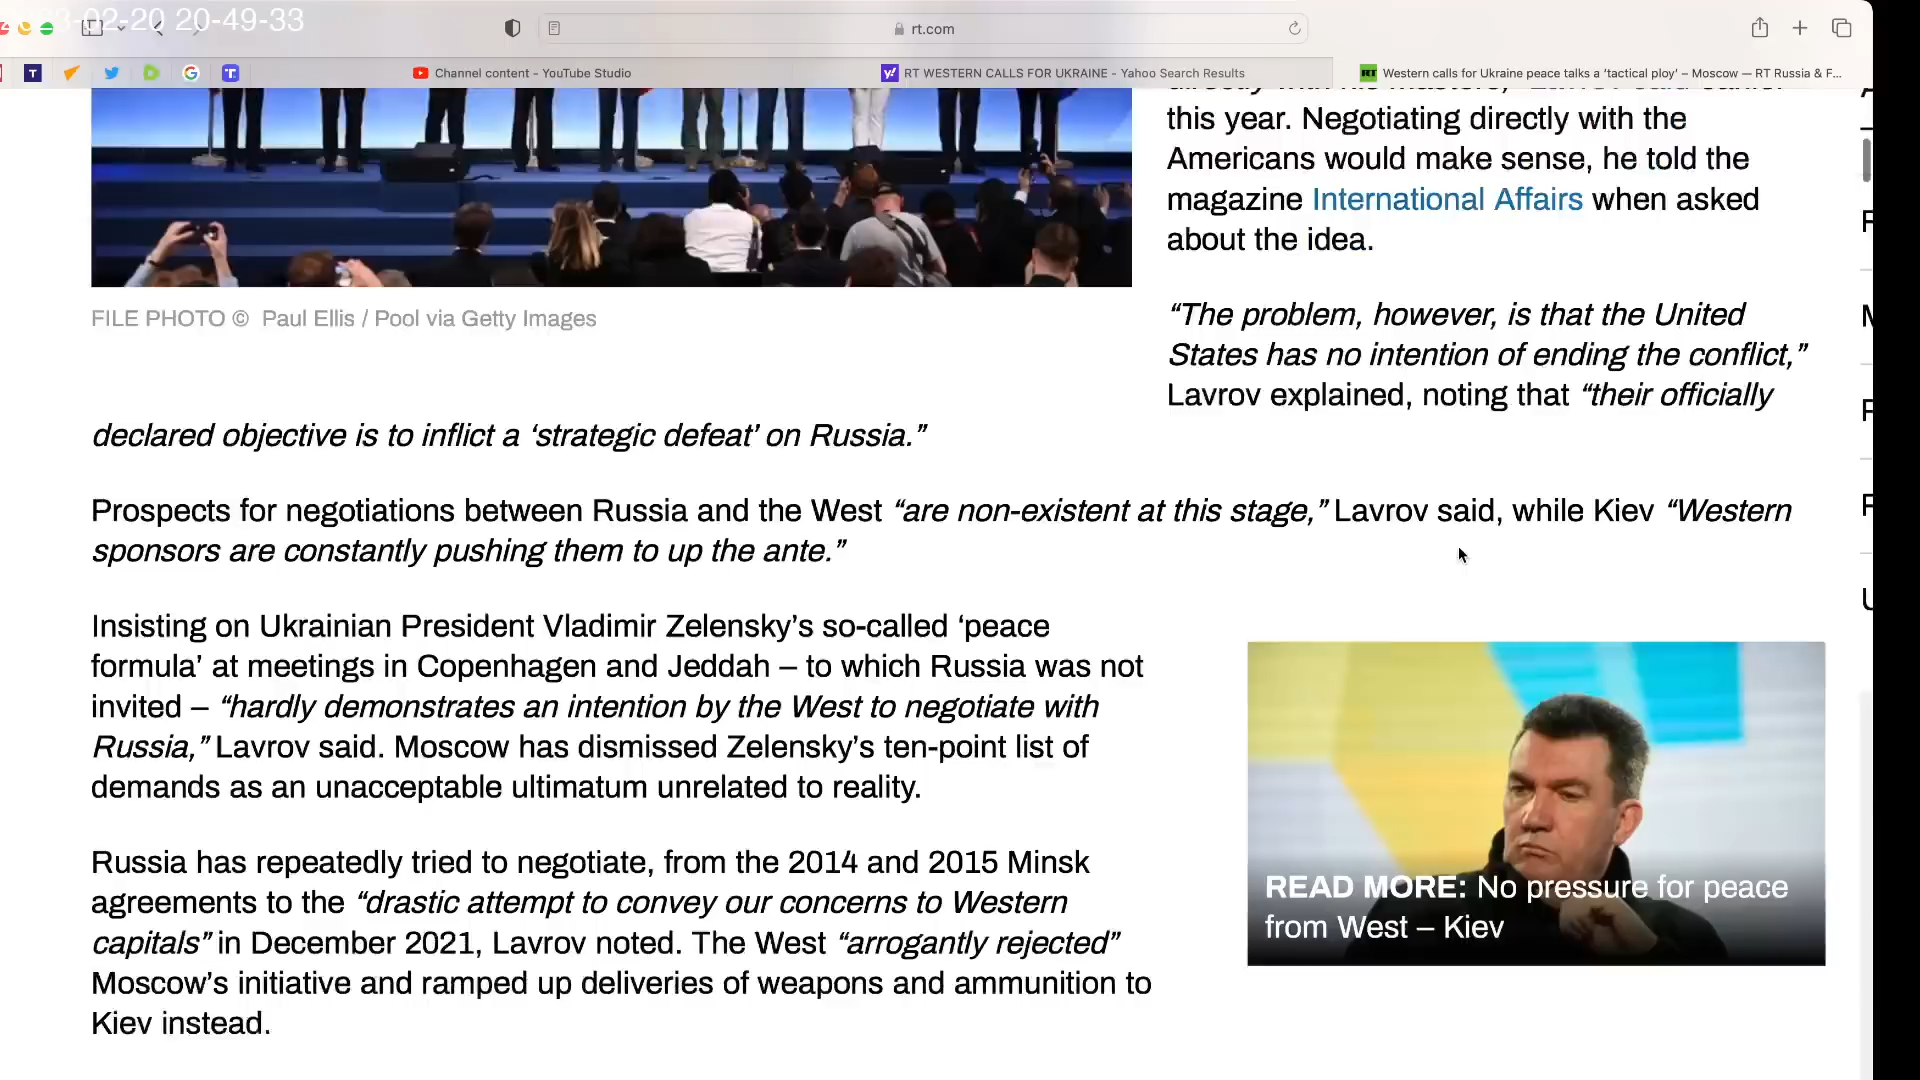 3-02-20 20-49-33
rt.com
T
G
T
Channel content - YouTube Studio
RT WESTERN CALLS FOR UKRAINE - Yahoo Search Results
RT
Western calls for Ukraine peace talks a ‘tactical ploy’ – Moscow — RT Russia & F...
this year. Negotiating directly with the
Americans would make sense, he told the
magazine International Affairs when asked
about the idea.
FILE PHOTO © Paul Ellis / Pool via Getty Images
“The problem, however, is that the United
States has no intention of ending the conflict,”
Lavrov explained, noting that “their officially
declared objective is to inflict a ‘strategic defeat’ on Russia.”
Prospects for negotiations between Russia and the West “are non-existent at this stage,” Lavrov said, while Kiev “Western
sponsors are constantly pushing them to up the ante.”
Insisting on Ukrainian President Vladimir Zelensky’s so-called ‘peace
formula’ at meetings in Copenhagen and Jeddah – to which Russia was not
invited – “hardly demonstrates an intention by the West to negotiate with
Russia,” Lavrov said. Moscow has dismissed Zelensky’s ten-point list of
demands as an unacceptable ultimatum unrelated to reality.
READ MORE: No pressure for peace
from West – Kiev
Russia has repeatedly tried to negotiate, from the 2014 and 2015 Minsk
agreements to the “drastic attempt to convey our concerns to Western
capitals” in December 2021, Lavrov noted. The West “arrogantly rejected”
Moscow’s initiative and ramped up deliveries of weapons and ammunition to
Kiev instead.